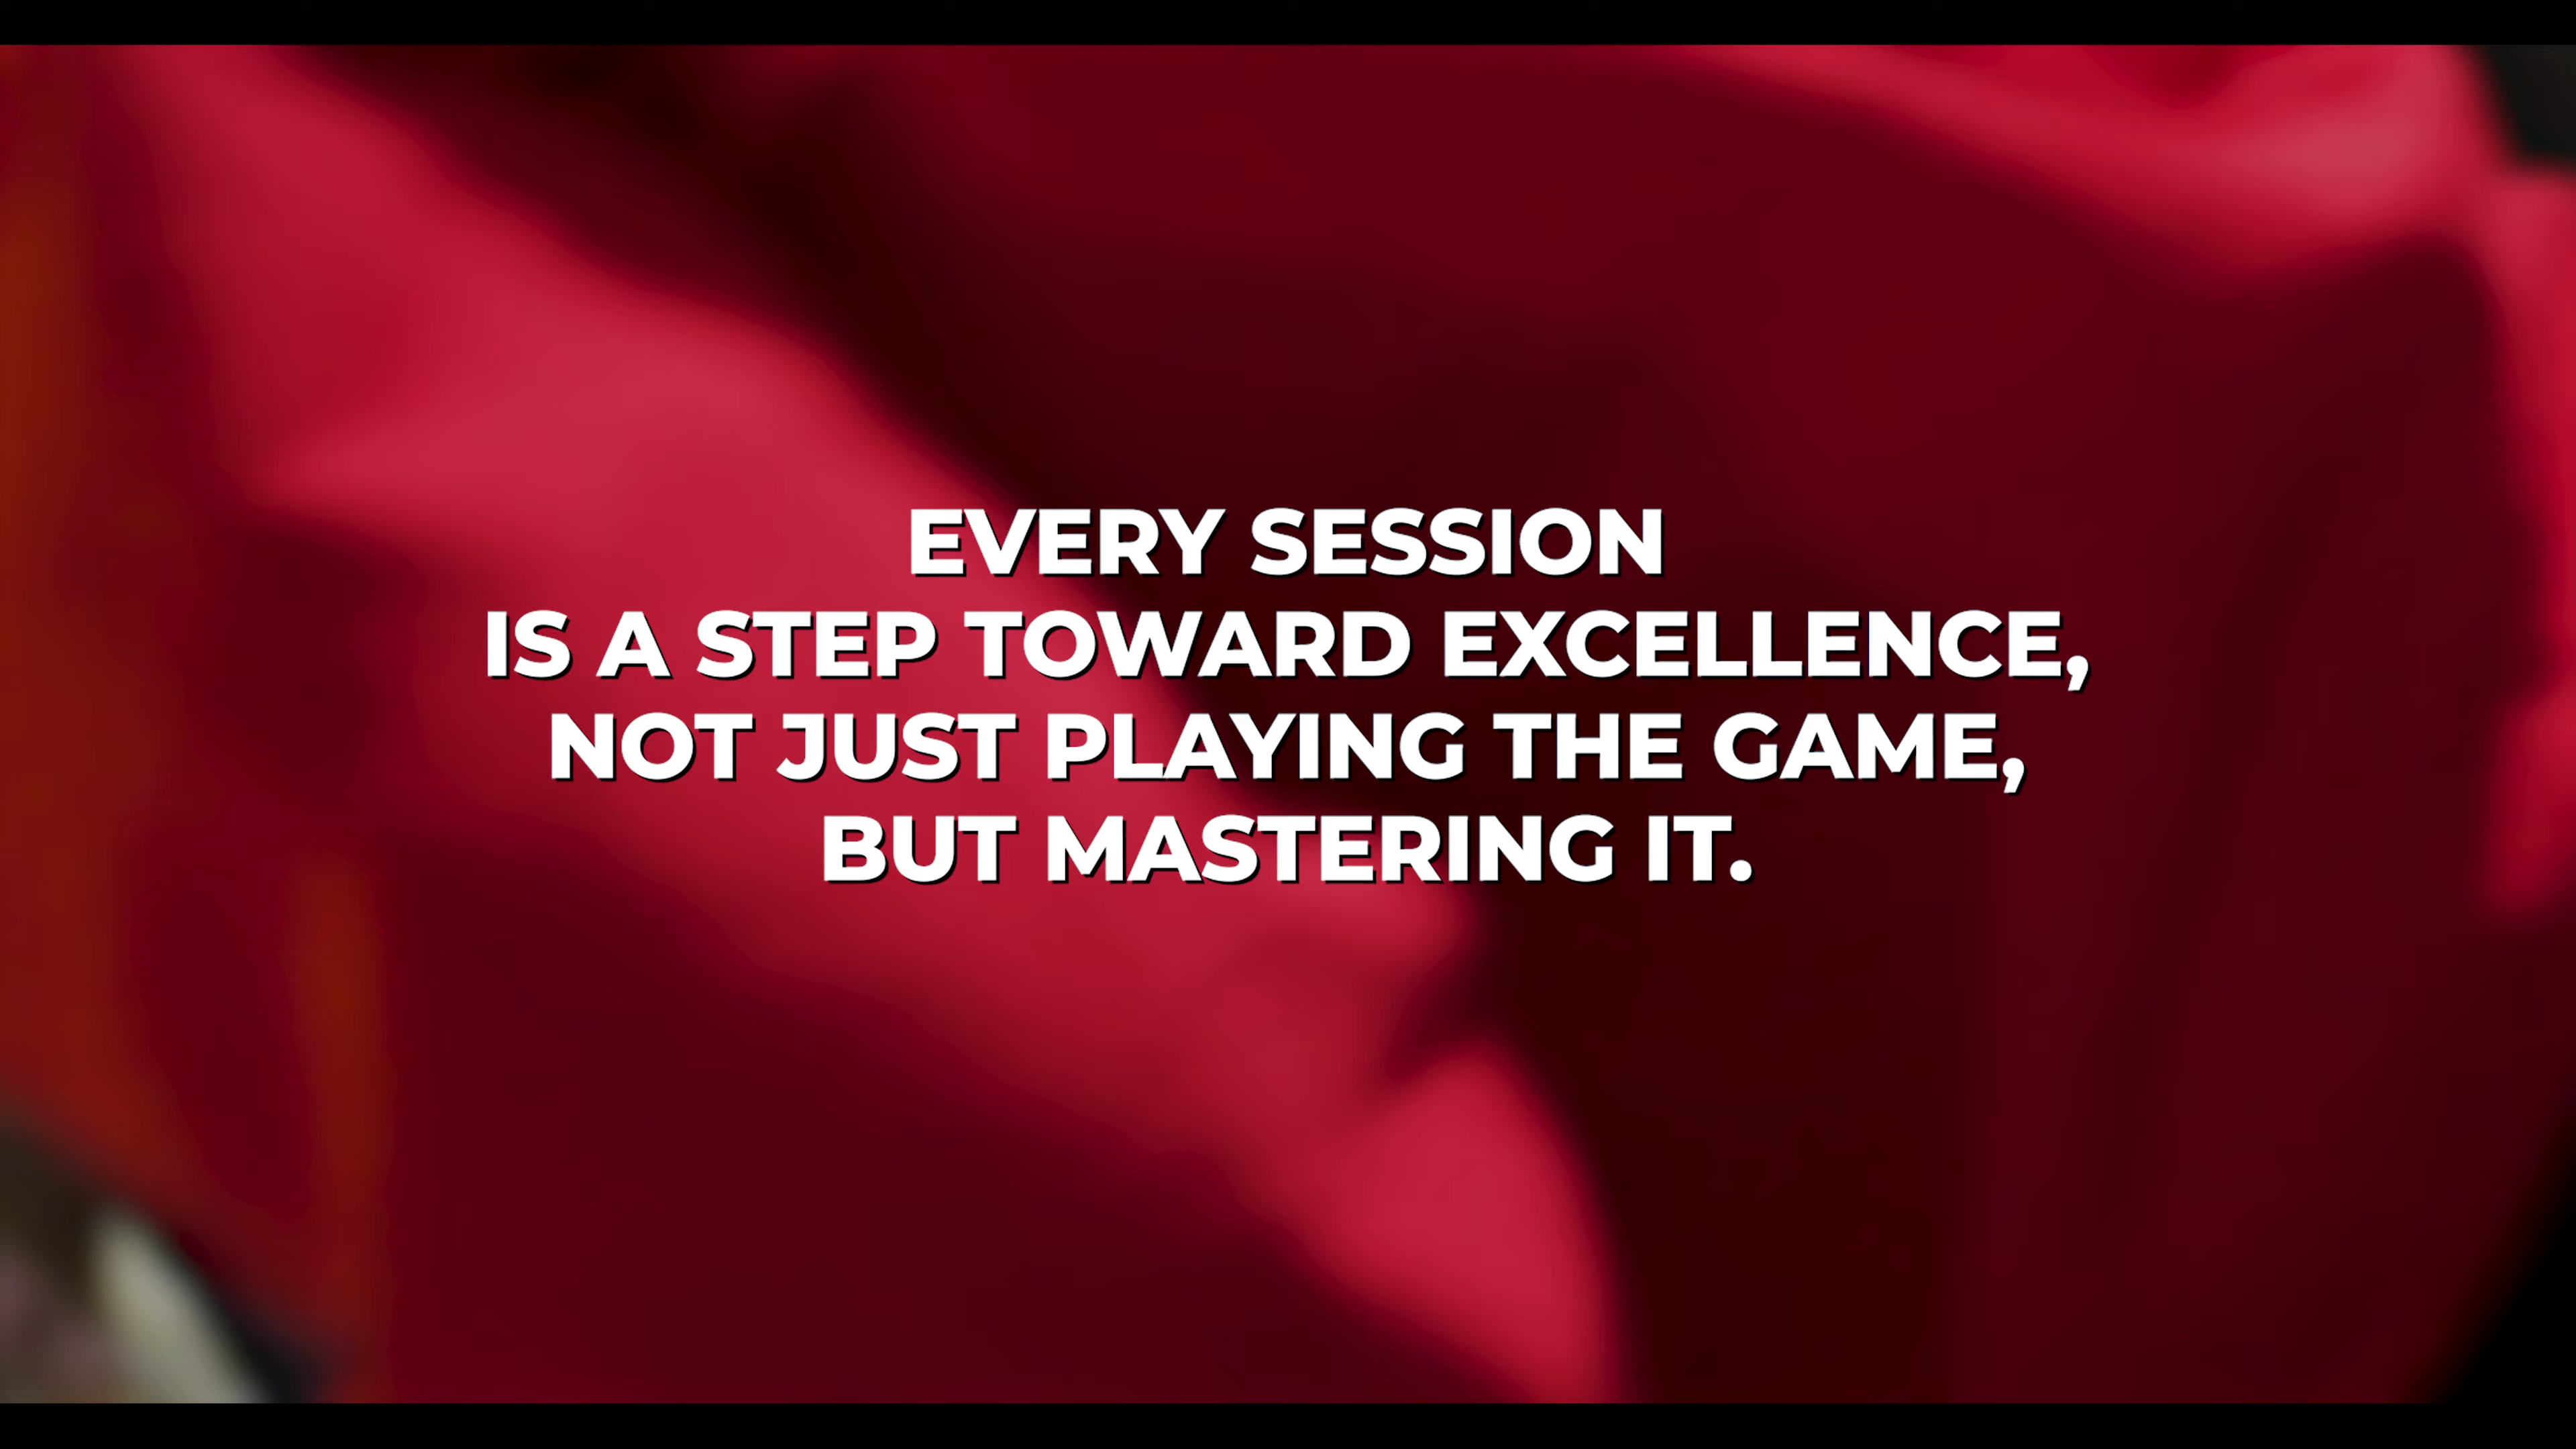 EVERY SESSION
IS A STEP TOWARD EXCELLENCE,
NOT JUST PLAYING THE GAME,
BUT MASTERING IT.